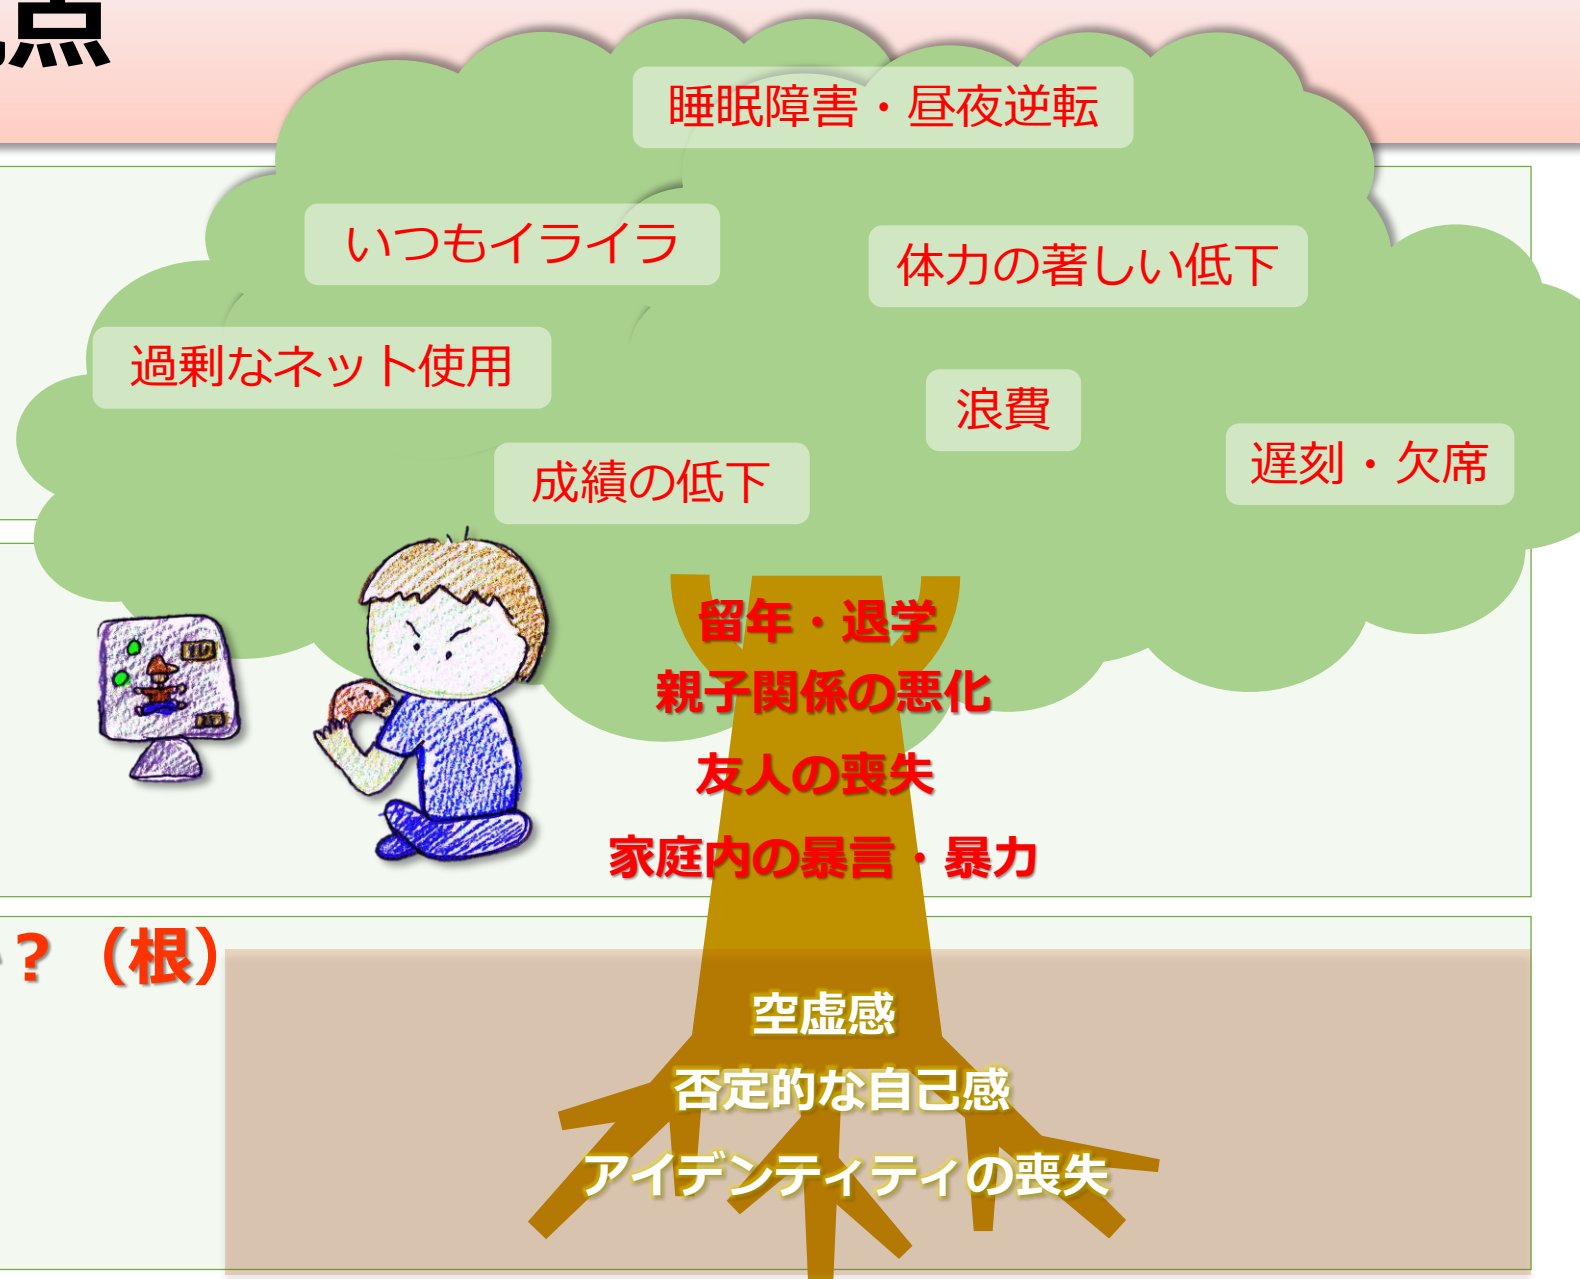 点
睡眠障害・昼夜逆転
いつもイライラ
体力の著しい低下
過剰なネット使用
浪費
遅刻・欠席
成績の低下
留年・退学
親子関係の悪化
友人の喪失
家庭内の暴言・暴力
？（根）
空虚感
否定的な自己感
アイデンティティの喪失